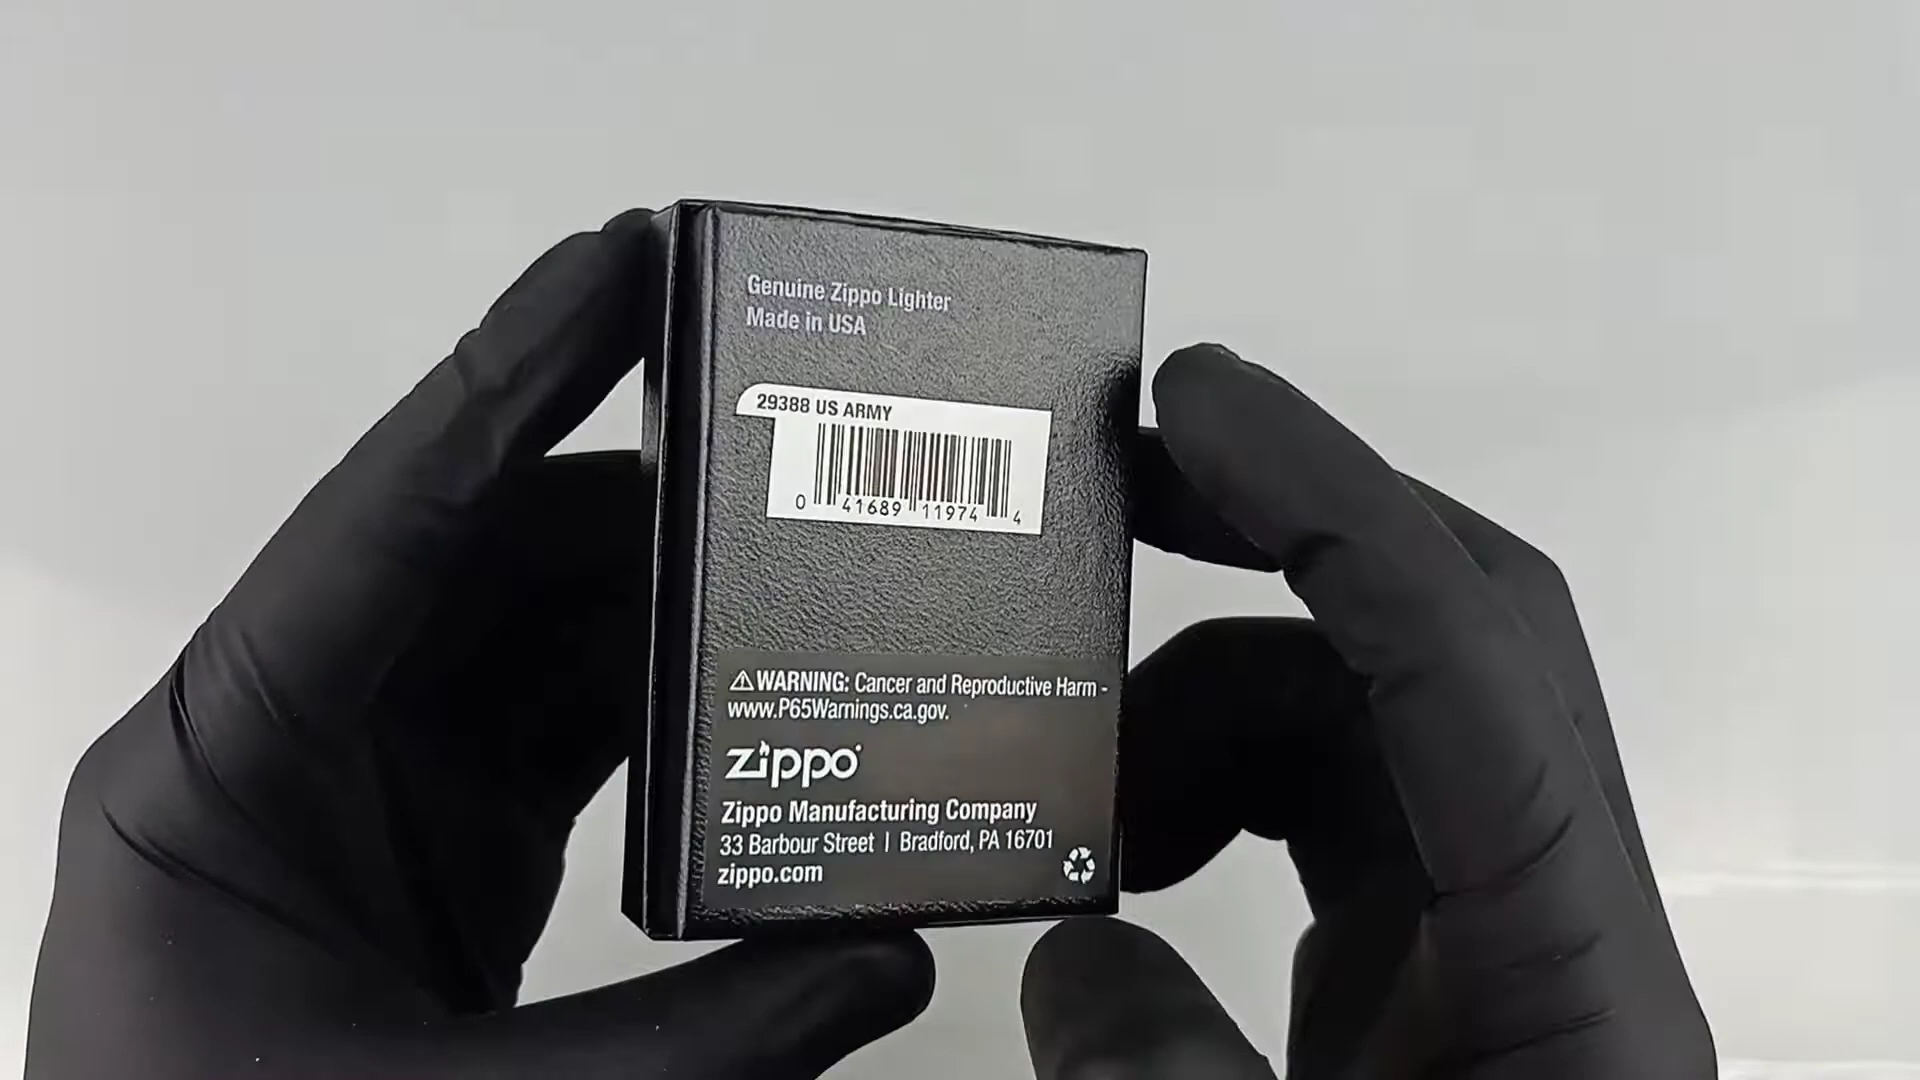 Genuine Zippo Lighter
Made in USA
29388 US ARMY
0 41689 11974 4
⚠WARNING: Cancer and Reproductive Harm -
www.P65Warnings.ca.gov.
zippo
Zippo Manufacturing Company
33 Barbour Street | Bradford, PA 16701
zippo.com